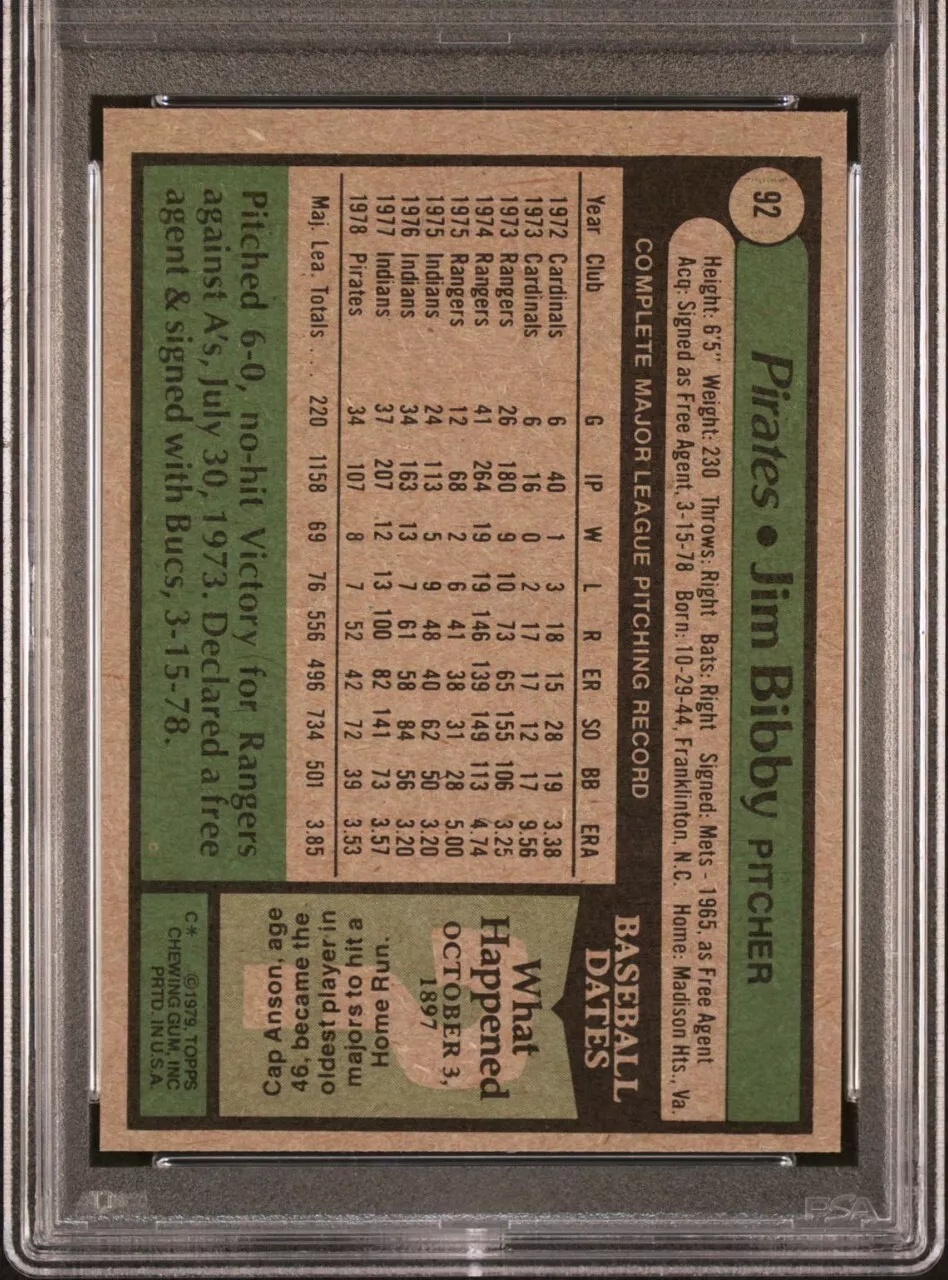 92
Pirates • Jim Bibby PITCHER
Height: 6'5" Weight: 230 Throws: Right Bats: Right Signed: Mets - 1965, as Free Agent
Acq: Signed as Free Agent, 3-15-78 Born: 10-29-44, Franklinton, N.C. Home: Madison Hts., Va.
COMPLETE MAJOR LEAGUE PITCHING RECORD
Year Club G IP W L R ER SO BB ERA
1972 Cardinals 6 40 1 3 18 15 28 19 3.38
1973 Cardinals 6 16 0 2 17 17 12 17 9.56
1973 Rangers 26 180 9 10 73 65 155 106 3.25
1974 Rangers 41 264 19 19 146 139 149 113 4.74
1975 Rangers 12 68 2 6 41 38 31 28 5.00
1975 Indians 24 113 5 9 48 40 62 50 3.20
1976 Indians 34 163 13 7 61 58 84 56 3.20
1977 Indians 37 207 12 13 100 82 141 73 3.57
1978 Pirates 34 107 8 7 52 42 72 39 3.53
Maj. Lea. Totals . . . 220 1158 69 76 556 496 734 501 3.85
Pitched 6-0, no-hit Victory for Rangers
against A's, July 30, 1973. Declared a free
agent & signed with Bucs, 3-15-78.
BASEBALL
DATES
What
Happened
OCTOBER 3,
1897
Cap Anson, age
46, became the
oldest player in
majors to hit a
Home Run.
C* ©1979, TOPPS
CHEWING GUM, INC
PRTD. IN U.S.A.
PSA